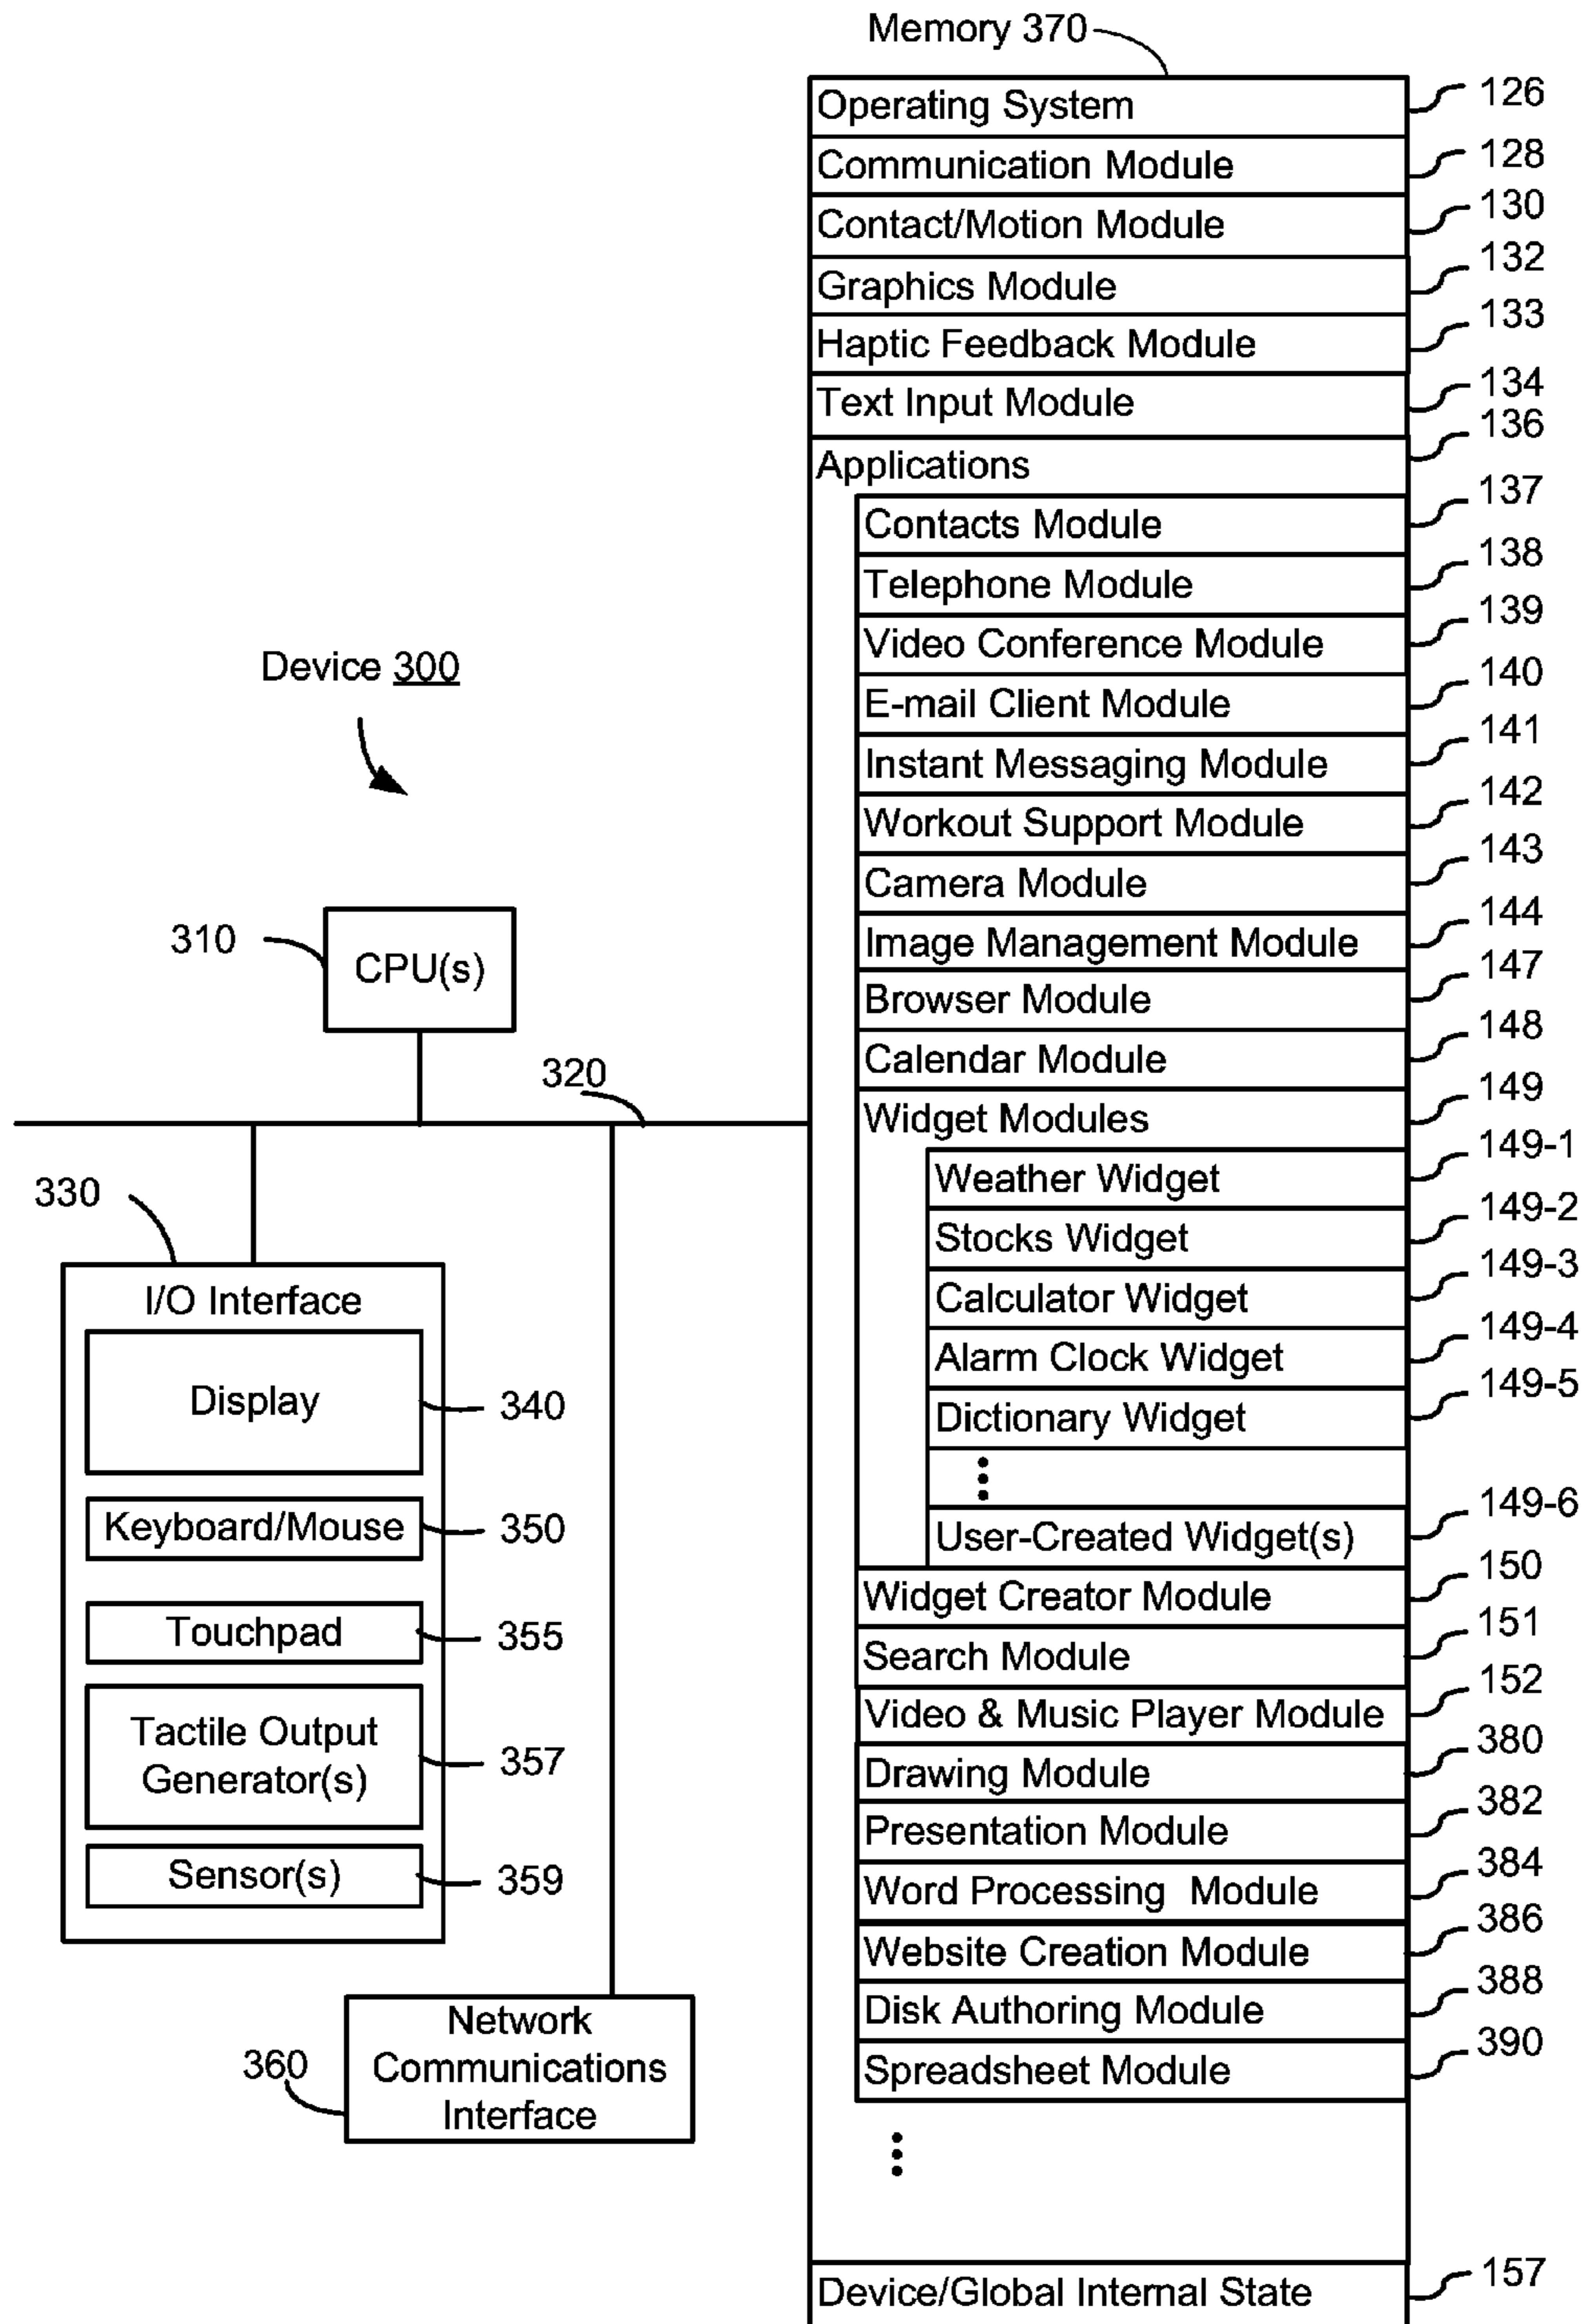 Memory 370
Operating System 126
Communication Module 128
Contact/Motion Module 130
Graphics Module 132
Haptic Feedback Module 133
Text Input Module 134
Applications 136
Contacts Module 137
Telephone Module 138
Video Conference Module 139
E-mail Client Module 140
Instant Messaging Module 141
Workout Support Module 142
Camera Module 143
Image Management Module 144
Browser Module 147
Calendar Module 148
Widget Modules 149
Weather Widget 149-1
Stocks Widget 149-2
Calculator Widget 149-3
Alarm Clock Widget 149-4
Dictionary Widget 149-5
User-Created Widget(s) 149-6
Widget Creator Module 150
Search Module 151
Video & Music Player Module 152
Drawing Module 380
Presentation Module 382
Word Processing Module 384
Website Creation Module 386
Disk Authoring Module 388
Spreadsheet Module 390
Device/Global Internal State 157
Device 300
310
CPU(s)
320
330
I/O Interface
Display 340
Keyboard/Mouse 350
Touchpad 355
Tactile Output
Generator(s)
357
Sensor(s) 359
360
Network
Communications
Interface